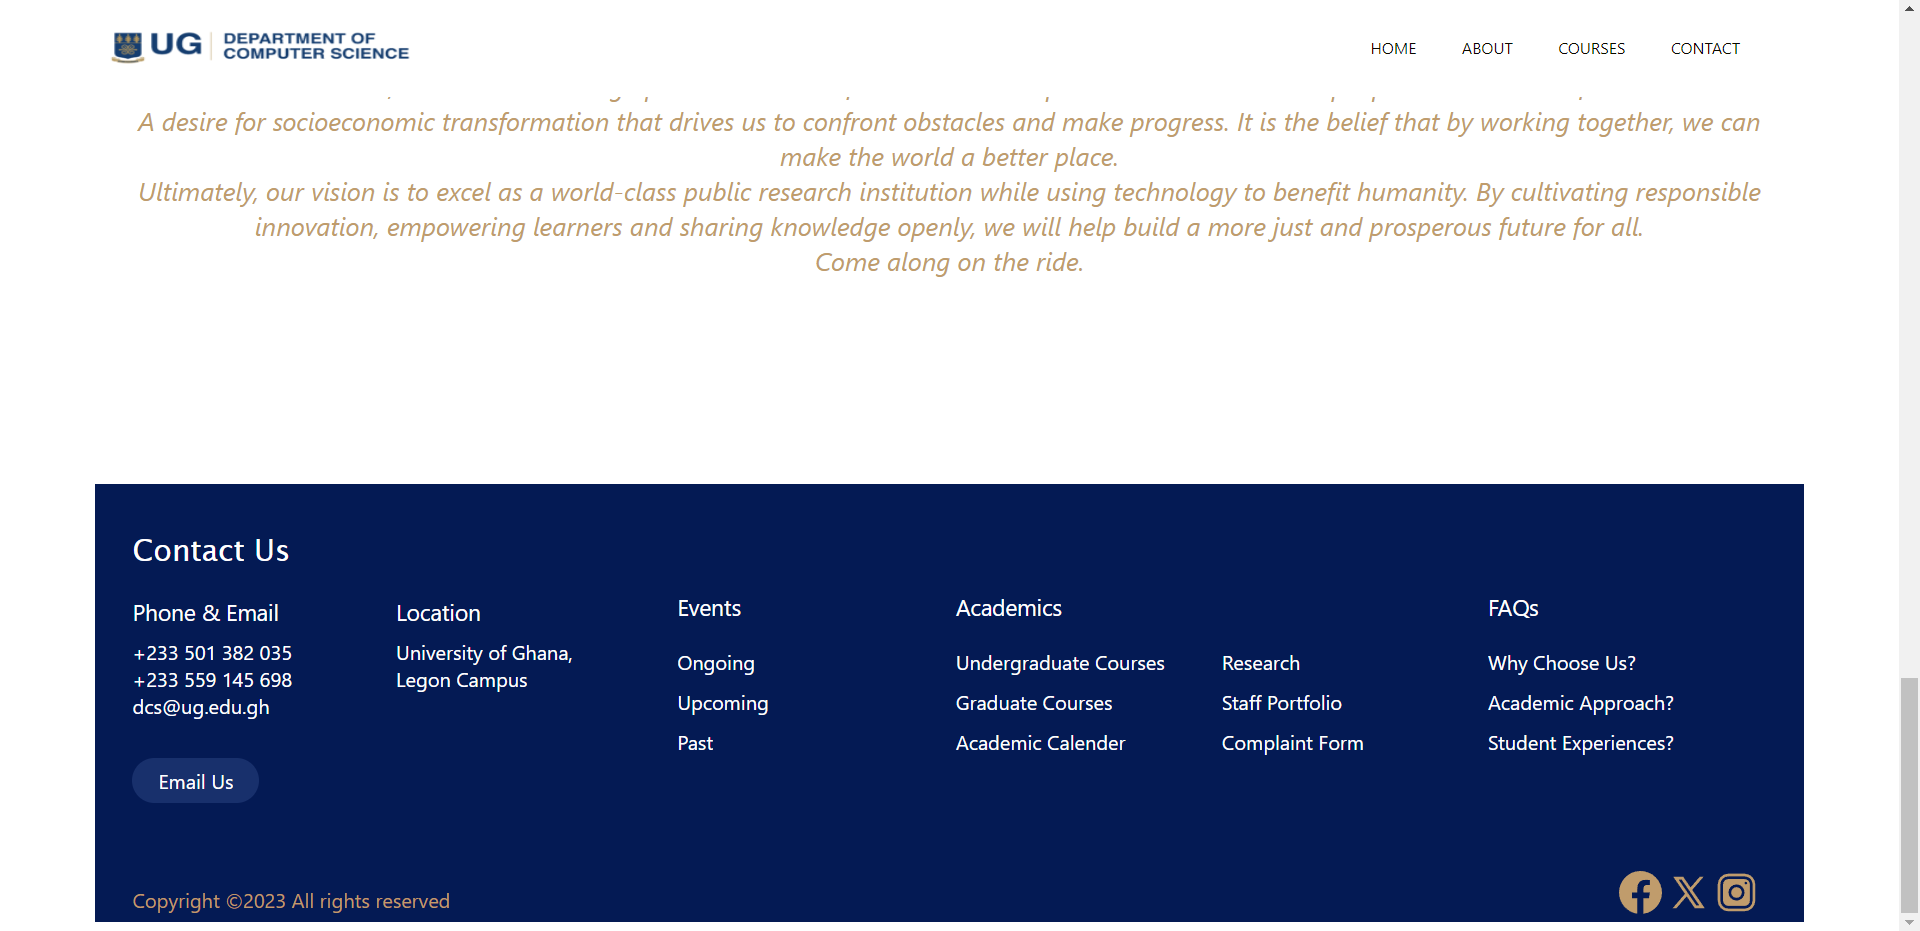 UG
DEPARTMENT OF
COMPUTER SCIENCE
HOME
ABOUT
COURSES
CONTACT
A desire for socioeconomic transformation that drives us to confront obstacles and make progress. It is the belief that by working together, we can
make the world a better place.
Ultimately, our vision is to excel as a world-class public research institution while using technology to benefit humanity. By cultivating responsible
innovation, empowering learners and sharing knowledge openly, we will help build a more just and prosperous future for all.
Come along on the ride.
Contact Us
Phone & Email
+233 501 382 035
+233 559 145 698
dcs@ug.edu.gh
Email Us
Location
University of Ghana,
Legon Campus
Events
Ongoing
Upcoming
Past
Academics
Undergraduate Courses
Graduate Courses
Academic Calender
Research
Staff Portfolio
Complaint Form
FAQs
Why Choose Us?
Academic Approach?
Student Experiences?
Copyright ©2023 All rights reserved